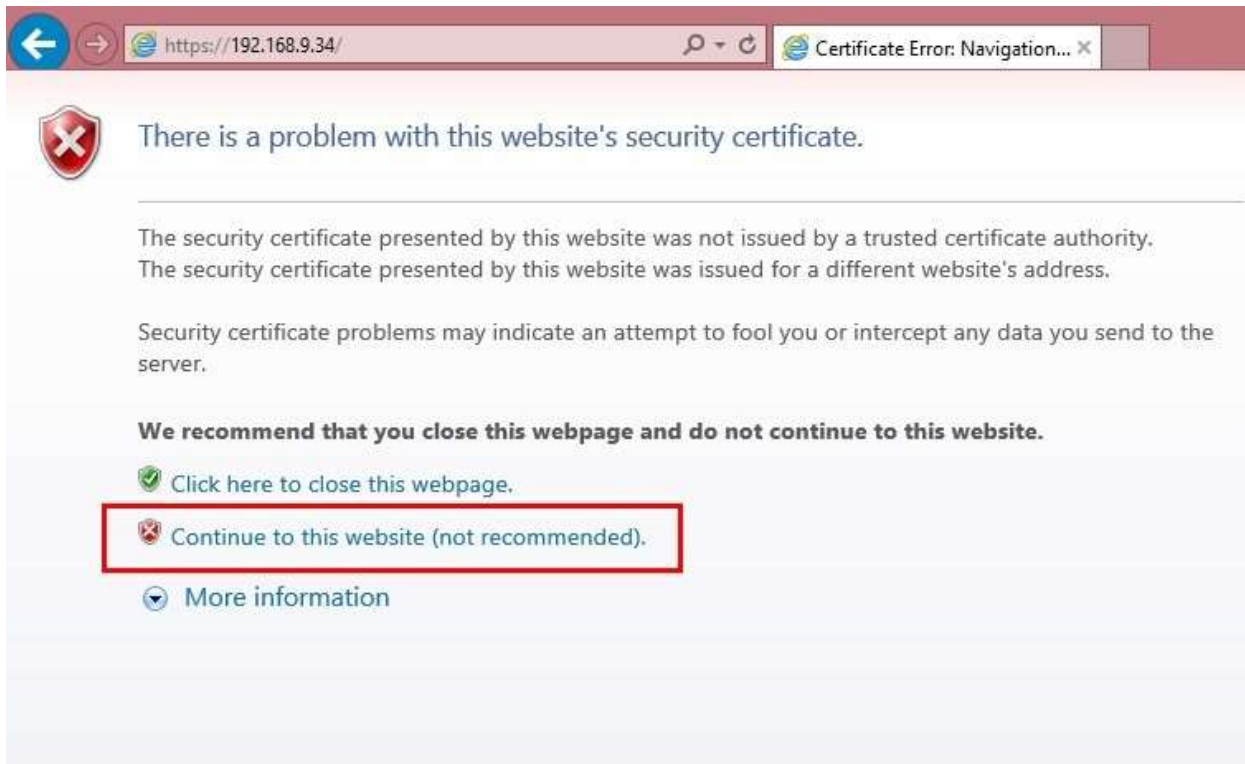 https://192.168.9.34/
Certificate Error: Navigation...
There is a problem with this website's security certificate.
The security certificate presented by this website was not issued by a trusted certificate authority.
The security certificate presented by this website was issued for a different website's address.
Security certificate problems may indicate an attempt to fool you or intercept any data you send to the
server.
We recommend that you close this webpage and do not continue to this website.
Click here to close this webpage.
Continue to this website (not recommended).
More information